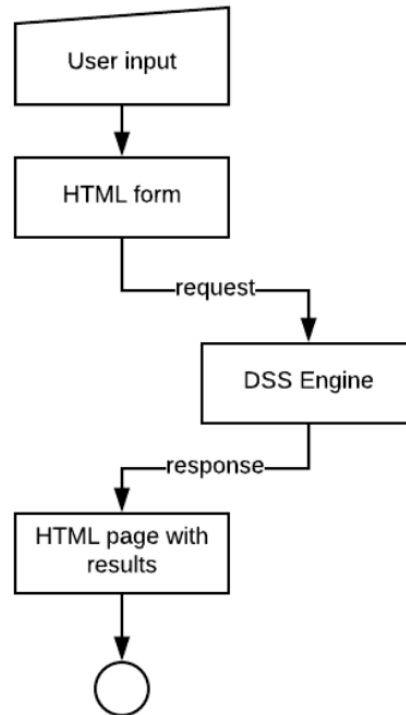 User input
HTML form
request
DSS Engine
response
HTML page with
results